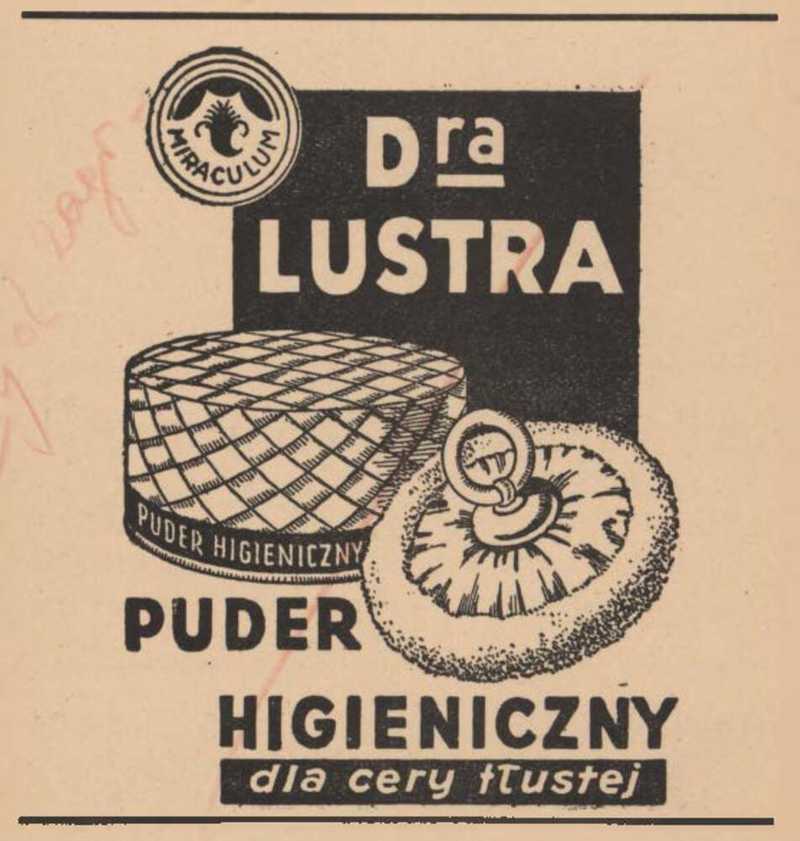 MIRACULUM
Dra
LUSTRA
PUDER HIGIENICZNY
PUDER
HIGIENICZNY
dla cery tłustej